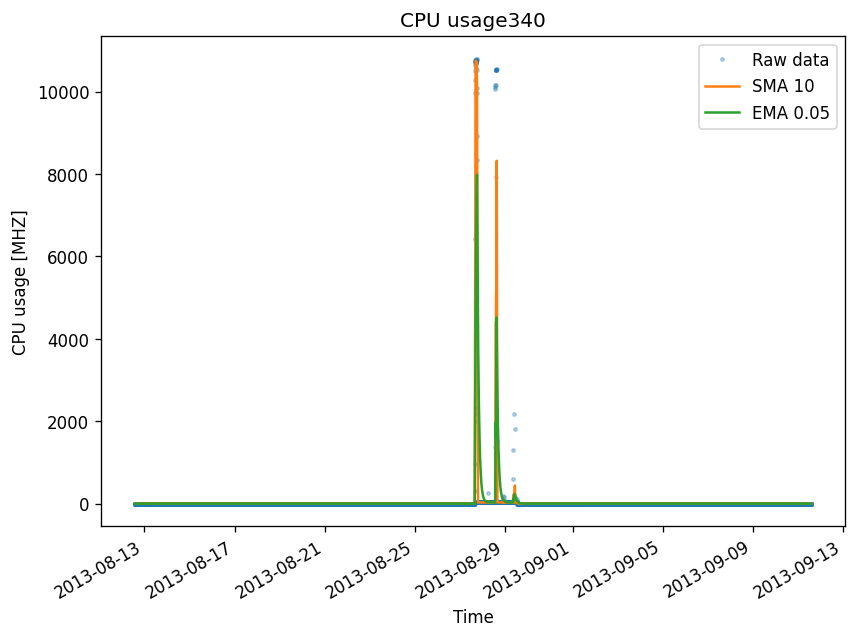 CPU usage340
Raw data
SMA 10
EMA 0.05
CPU usage [MHZ]
10000
8000
6000
4000
2000
0
2013-08-13
2013-08-17
2013-08-21
2013-08-25
2013-08-29
2013-09-01
2013-09-05
2013-09-09
2013-09-13
Time